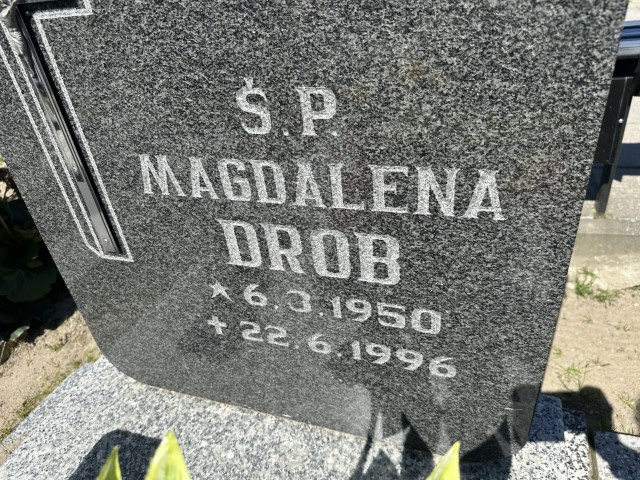 Ś.P.
MAGDALENA
DROB
★ 6.3.1950
✝ 22.6.1996